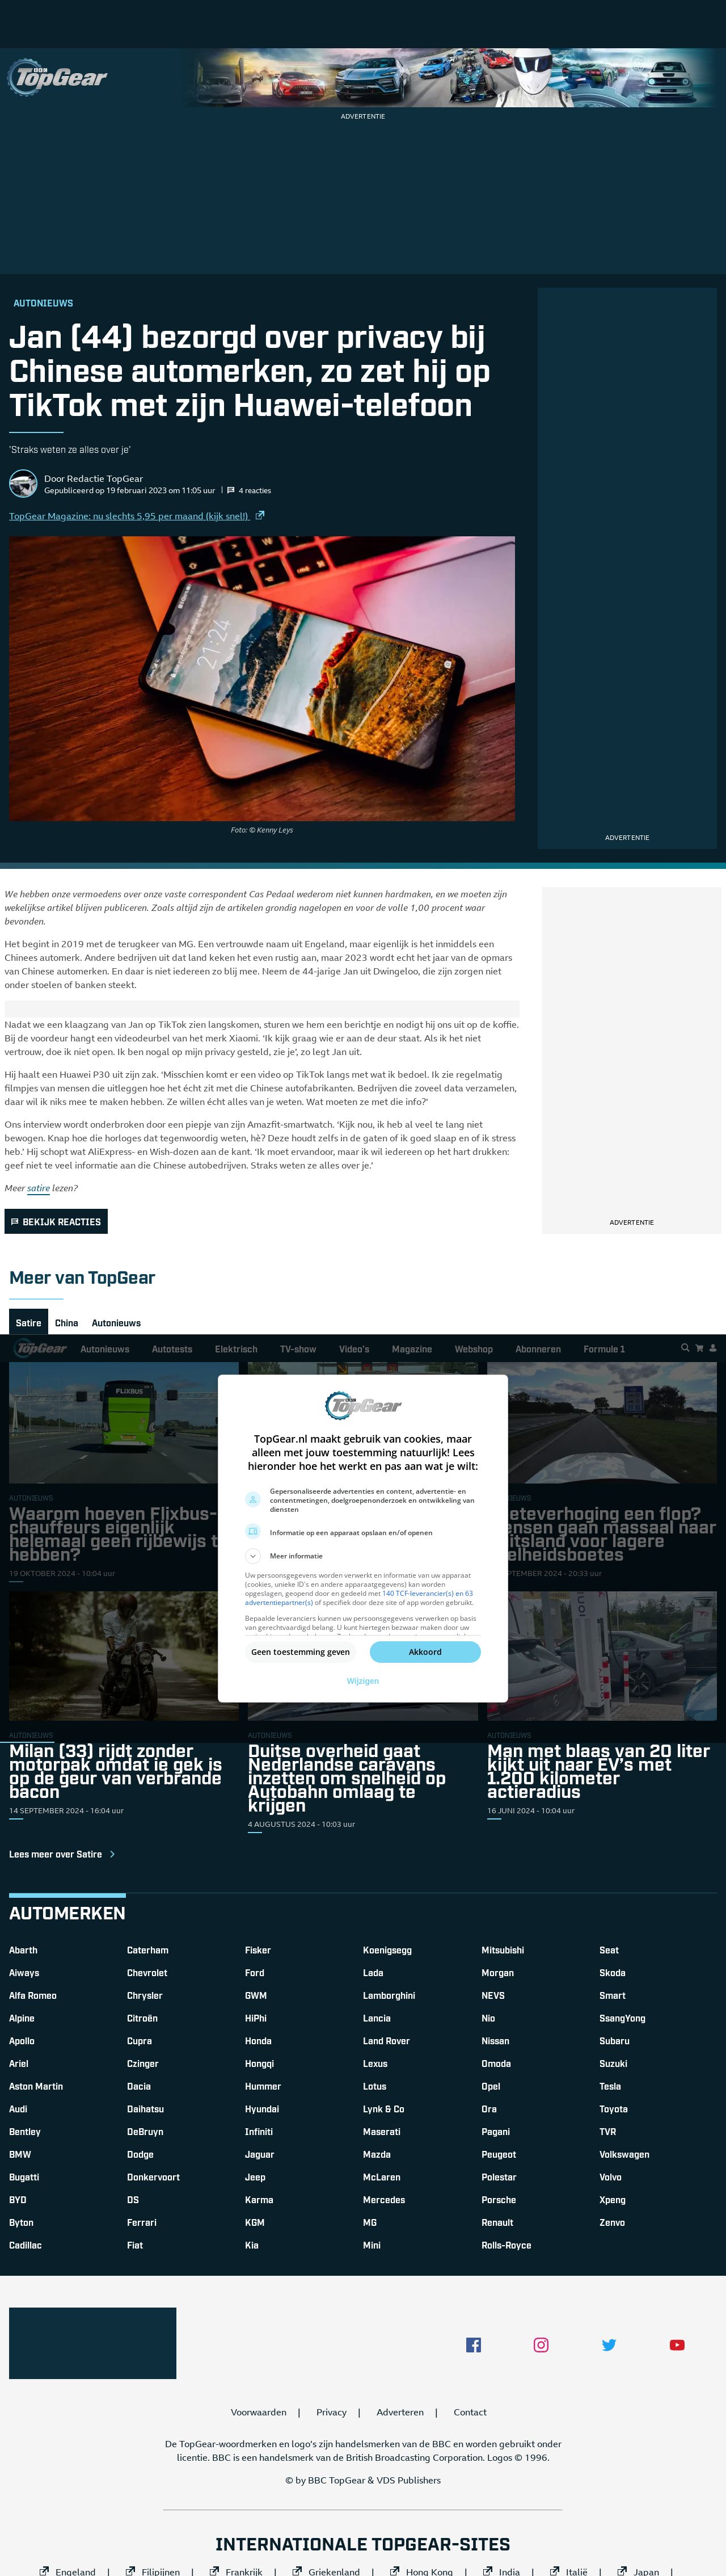 TopGear
ADVERTENTIE
AUTONIEUWS
Jan (44) bezorgd over privacy bij
Chinese automerken, zo zet hij op
TikTok met zijn Huawei-telefoon
'Straks weten ze alles over je'
Door Redactie TopGear
Gepubliceerd op 19 februari 2023 om 11:05 uur | 4 reacties
TopGear Magazine: nu slechts 5,95 per maand (kijk snel!)
21:24
Foto: © Kenny Leys
ADVERTENTIE
We hebben onze vermoedens over onze vaste correspondent Cas Pedaal wederom niet kunnen hardmaken, en we moeten zijn
wekelijkse artikel blijven publiceren. Zoals altijd zijn de artikelen grondig nagelopen en voor de volle 1,00 procent waar
bevonden.
Het begint in 2019 met de terugkeer van MG. Een vertrouwde naam uit Engeland, maar eigenlijk is het inmiddels een
Chinees automerk. Andere bedrijven uit dat land keken het even rustig aan, maar 2023 wordt echt het jaar van de opmars
van Chinese automerken. En daar is niet iedereen zo blij mee. Neem de 44-jarige Jan uit Dwingeloo, die zijn zorgen niet
onder stoelen of banken steekt.
Nadat we een klaagzang van Jan op TikTok zien langskomen, sturen we hem een berichtje en nodigt hij ons uit op de koffie.
Bij de voordeur hangt een videodeurbel van het merk Xiaomi. 'Ik kijk graag wie er aan de deur staat. Als ik het niet
vertrouw, doe ik niet open. Ik ben nogal op mijn privacy gesteld, zie je', zo legt Jan uit.
Hij haalt een Huawei P30 uit zijn zak. 'Misschien komt er een video op TikTok langs met wat ik bedoel. Ik zie regelmatig
filmpjes van mensen die uitleggen hoe het écht zit met die Chinese autofabrikanten. Bedrijven die zoveel data verzamelen,
daar wil ik niks mee te maken hebben. Ze willen écht alles van je weten. Wat moeten ze met die info?'
Ons interview wordt onderbroken door een piepje van zijn Amazfit-smartwatch. 'Kijk nou, ik heb al veel te lang niet
bewogen. Knap hoe die horloges dat tegenwoordig weten, hè? Deze houdt zelfs in de gaten of ik goed slaap en of ik stress
heb.' Hij schopt wat AliExpress- en Wish-dozen aan de kant. 'Ik moet ervandoor, maar ik wil iedereen op het hart drukken:
geef niet te veel informatie aan die Chinese autobedrijven. Straks weten ze alles over je.'
Meer satire lezen?
BEKIJK REACTIES
ADVERTENTIE
Meer van TopGear
Satire China Autonieuws
TopGear Autonieuws Autotests Elektrisch TV-show Video's Magazine Webshop Abonneren Formule 1
FLIXBUS
AUTONIEUWS
Waarom hoeven Flixbus-
chauffeurs eigenlijk
helemaal geen rijbewijs t
hebben?
19 OKTOBER 2024 - 10:04 uur
eteverhoging een flop?
ensen gaan massaal naar
itsland voor lagere
elheidsboetes
PTEMBER 2024 - 20:33 uur
TopGear
TopGear.nl maakt gebruik van cookies, maar
alleen met jouw toestemming natuurlijk! Lees
hieronder hoe het werkt en pas aan wat je wilt:
Gepersonaliseerde advertenties en content, advertentie- en
contentmetingen, doelgroepenonderzoek en ontwikkeling van
diensten
Informatie op een apparaat opslaan en/of openen
Meer informatie
Uw persoonsgegevens worden verwerkt en informatie van uw apparaat
(cookies, unieke ID's en andere apparaatgegevens) kan worden
opgeslagen, geopend door en gedeeld met 140 TCF-leverancier(s) en 63
advertentiepartner(s) of specifiek door deze site of app worden gebruikt.
Bepaalde leveranciers kunnen uw persoonsgegevens verwerken op basis
van gerechtvaardigd belang. U kunt hiertegen bezwaar maken door uw
Geen toestemming geven Akkoord
Wijzigen
AUTONIEUWS
Milan (33) rijdt zonder
motorpak omdat ie gek is
op de geur van verbrande
bacon
14 SEPTEMBER 2024 - 16:04 uur
AUTONIEUWS
Duitse overheid gaat
Nederlandse caravans
inzetten om snelheid op
Autobahn omlaag te
krijgen
4 AUGUSTUS 2024 - 10:03 uur
AUTONIEUWS
Man met blaas van 20 liter
kijkt uit naar EV's met
1.200 kilometer
actieradius
16 JUNI 2024 - 10:04 uur
Lees meer over Satire
AUTOMERKEN
Abarth Caterham Fisker Koenigsegg Mitsubishi Seat
Aiways Chevrolet Ford Lada Morgan Skoda
Alfa Romeo Chrysler GWM Lamborghini NEVS Smart
Alpine Citroën HiPhi Lancia Nio SsangYong
Apollo Cupra Honda Land Rover Nissan Subaru
Ariel Czinger Hongqi Lexus Omoda Suzuki
Aston Martin Dacia Hummer Lotus Opel Tesla
Audi Daihatsu Hyundai Lynk & Co Ora Toyota
Bentley DeBruyn Infiniti Maserati Pagani TVR
BMW Dodge Jaguar Mazda Peugeot Volkswagen
Bugatti Donkervoort Jeep McLaren Polestar Volvo
BYD DS Karma Mercedes Porsche Xpeng
Byton Ferrari KGM MG Renault Zenvo
Cadillac Fiat Kia Mini Rolls-Royce
Voorwaarden | Privacy | Adverteren | Contact
De TopGear-woordmerken en logo's zijn handelsmerken van de BBC en worden gebruikt onder
licentie. BBC is een handelsmerk van de British Broadcasting Corporation. Logos © 1996.
© by BBC TopGear & VDS Publishers
INTERNATIONALE TOPGEAR-SITES
Engeland | Filipijnen | Frankrijk | Griekenland | Hong Kong | India | Italië | Japan |